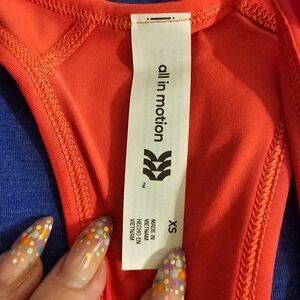 all in motion
TM
XS
MADE IN
VIETNAM
HECHO EN
VIETNAM